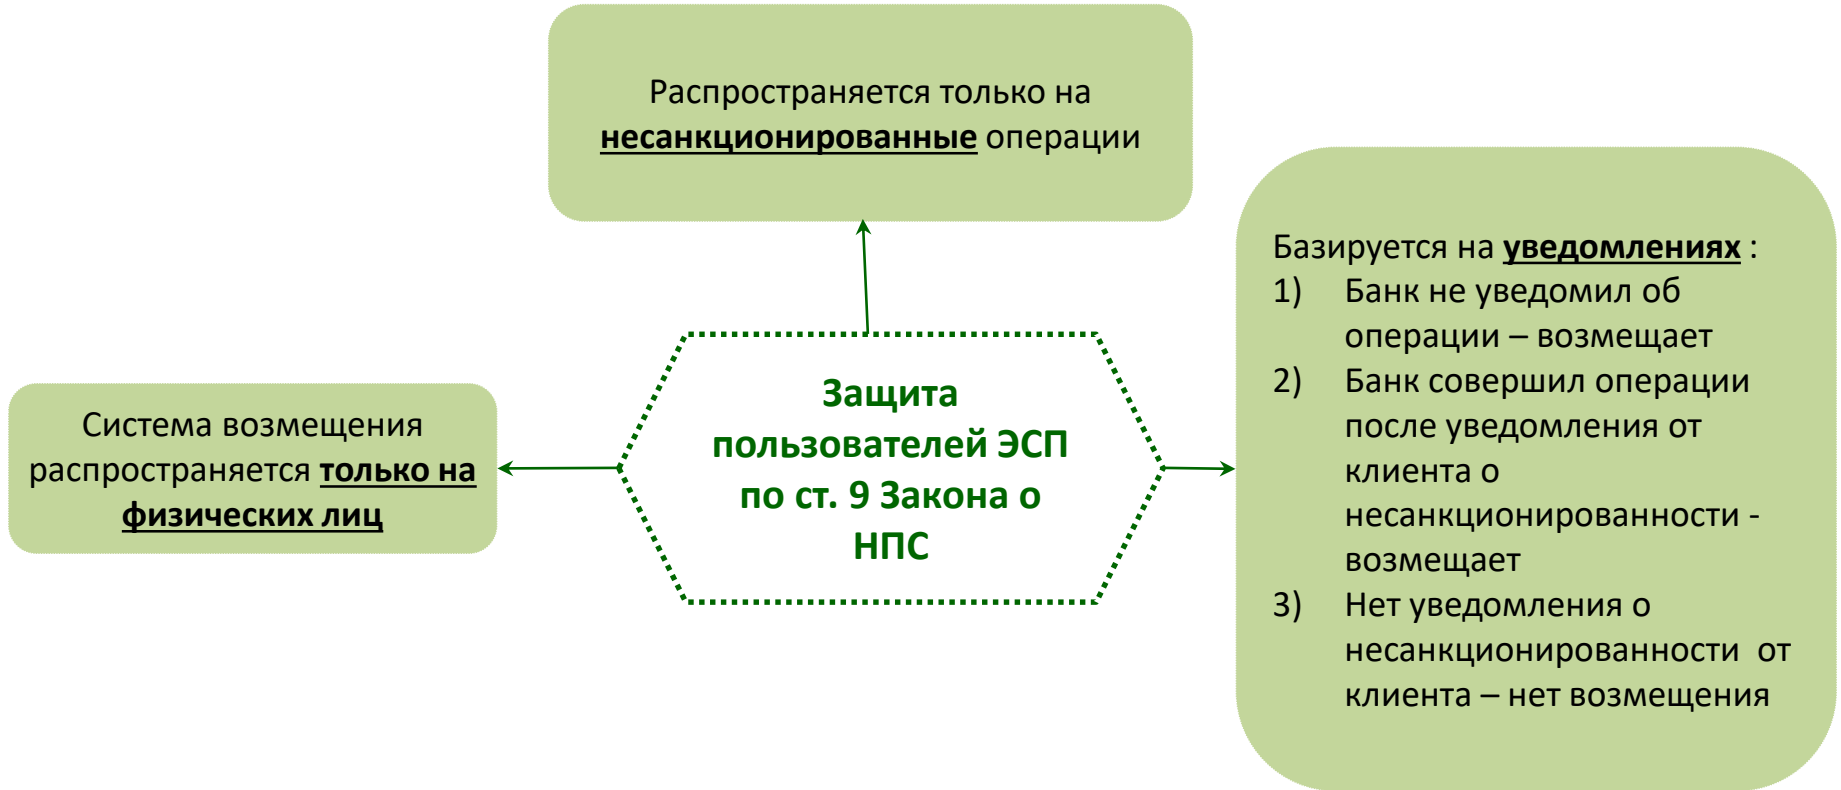 Распространяется только на
несанкционированные операции
Базируется на уведомлениях :
1) Банк не уведомил об
операции – возмещает
2) Банк совершил операции
после уведомления от
клиента о
несанкционированности -
возмещает
3) Нет уведомления о
несанкционированности от
клиента – нет возмещения
Защита
пользователей ЭСП
по ст. 9 Закона о
НПС
Система возмещения
распространяется только на
физических лиц